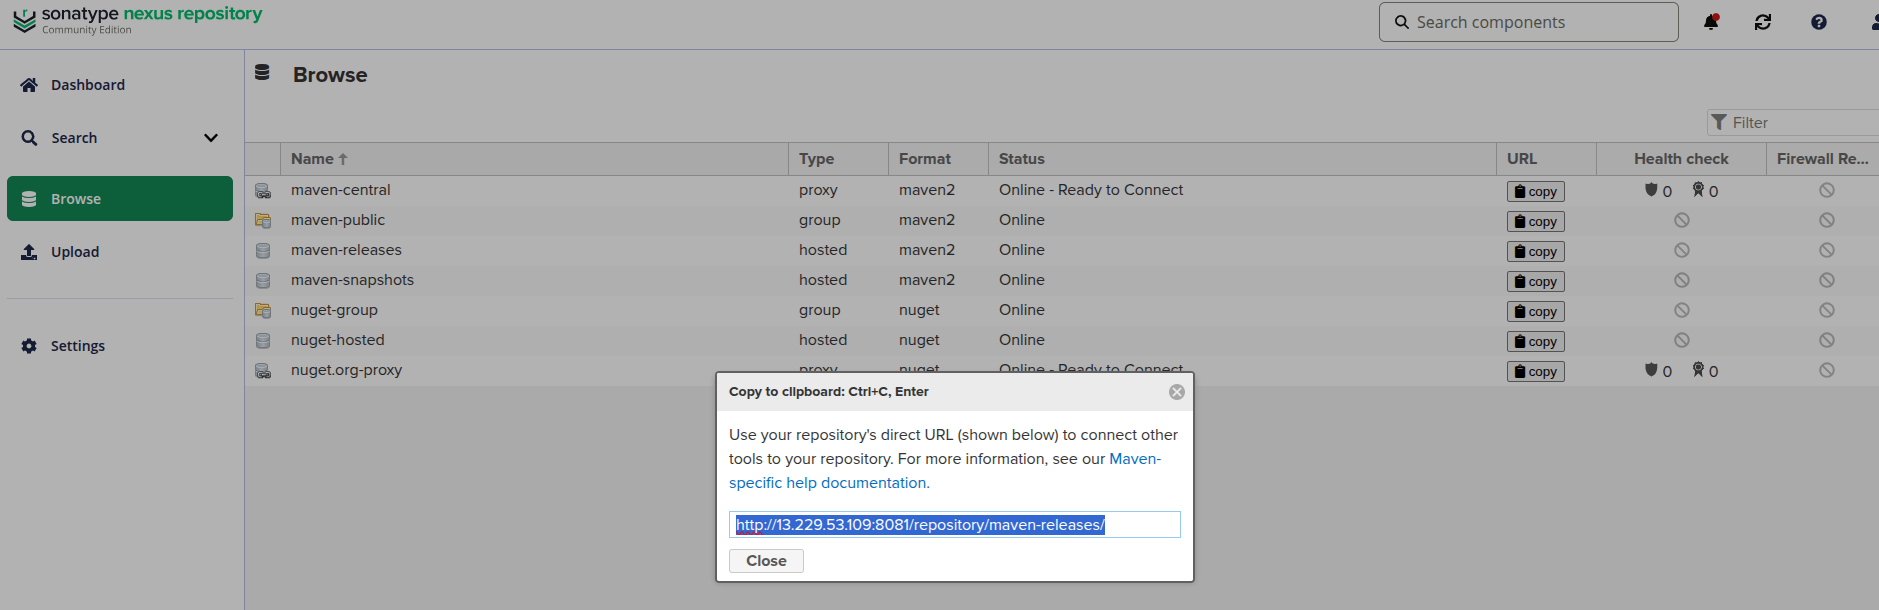 sonatype nexus repository
Community Edition
Search components
Dashboard
Search
Browse
Upload
Settings
Browse
Filter
Name Type Format Status URL Health check Firewall Re...
maven-central proxy maven2 Online - Ready to Connect copy 0 0
maven-public group maven2 Online copy
maven-releases hosted maven2 Online copy
maven-snapshots hosted maven2 Online copy
nuget-group group nuget Online copy
nuget-hosted hosted nuget Online copy
nuget.org-proxy proxy nuget Online - Ready to Connect copy 0 0
Copy to clipboard: Ctrl+C, Enter
Use your repository's direct URL (shown below) to connect other
tools to your repository. For more information, see our Maven-
specific help documentation.
http://13.229.53.109:8081/repository/maven-releases/
Close